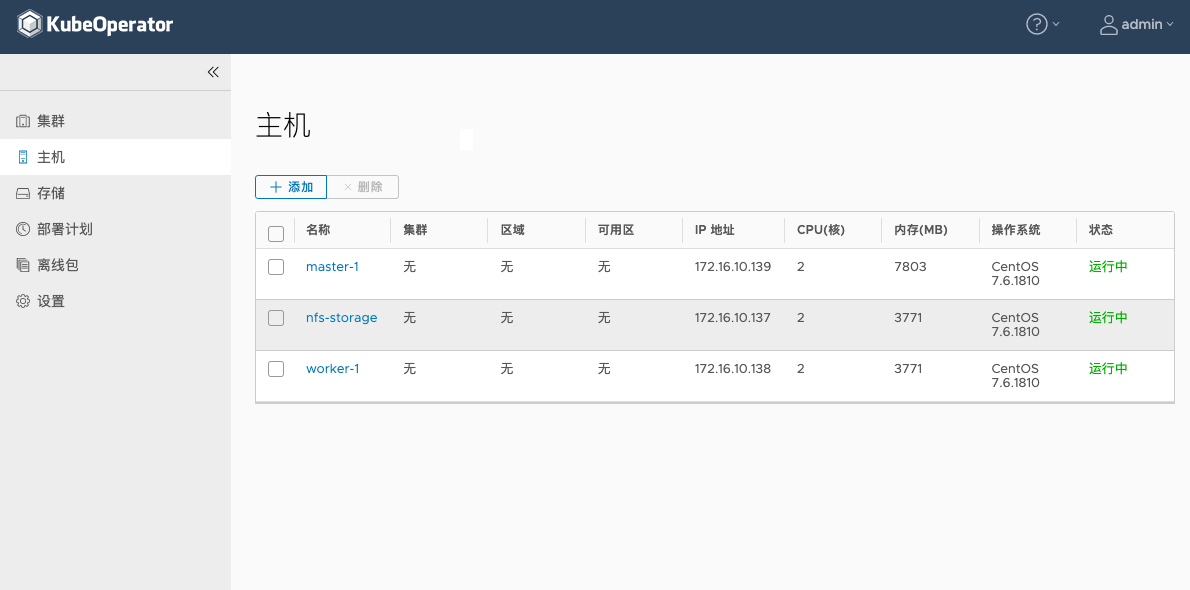 KubeOperator
admin
集群
主机
存储
部署计划
离线包
设置
主机
添加 删除
名称 集群 区域 可用区 IP 地址 CPU(核) 内存(MB) 操作系统 状态
master-1 无 无 无 172.16.10.139 2 7803 CentOS 运行中
7.6.1810
nfs-storage 无 无 无 172.16.10.137 2 3771 CentOS 运行中
7.6.1810
worker-1 无 无 无 172.16.10.138 2 3771 CentOS 运行中
7.6.1810